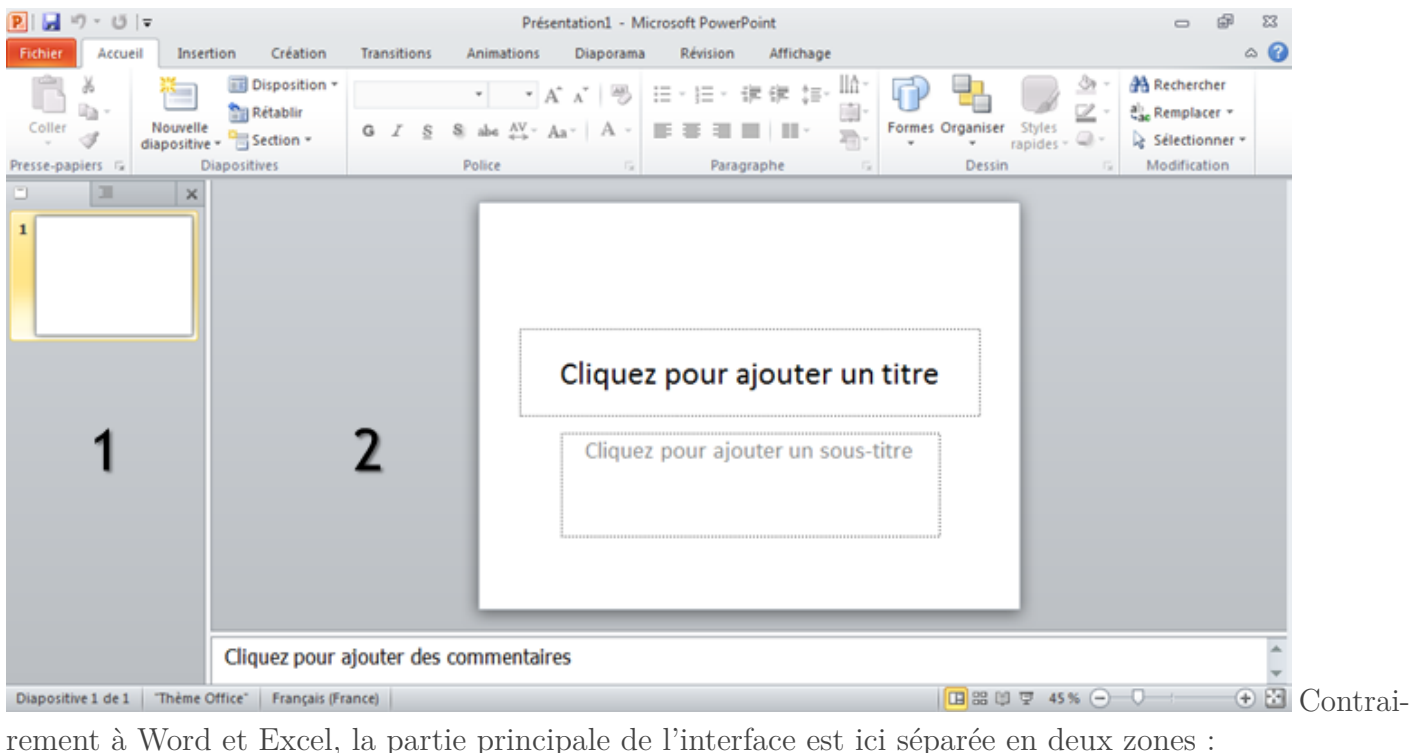 Présentation1 - Microsoft PowerPoint
Fichier Accueil Insertion Création Transitions Animations Diaporama Révision Affichage
Coller
Nouvelle diapositive
Disposition
Rétablir
Section
G I S S abc AV Aa A
Formes Organiser Styles rapides
Rechercher
Remplacer
Sélectionner
Presse-papiers Diapositives Police Paragraphe Dessin Modification
1
1
2
Cliquez pour ajouter un titre
Cliquez pour ajouter un sous-titre
Cliquez pour ajouter des commentaires
Diapositive 1 de 1 "Thème Office" Français (France) 45 %
Contrai-
rement à Word et Excel, la partie principale de l'interface est ici séparée en deux zones :